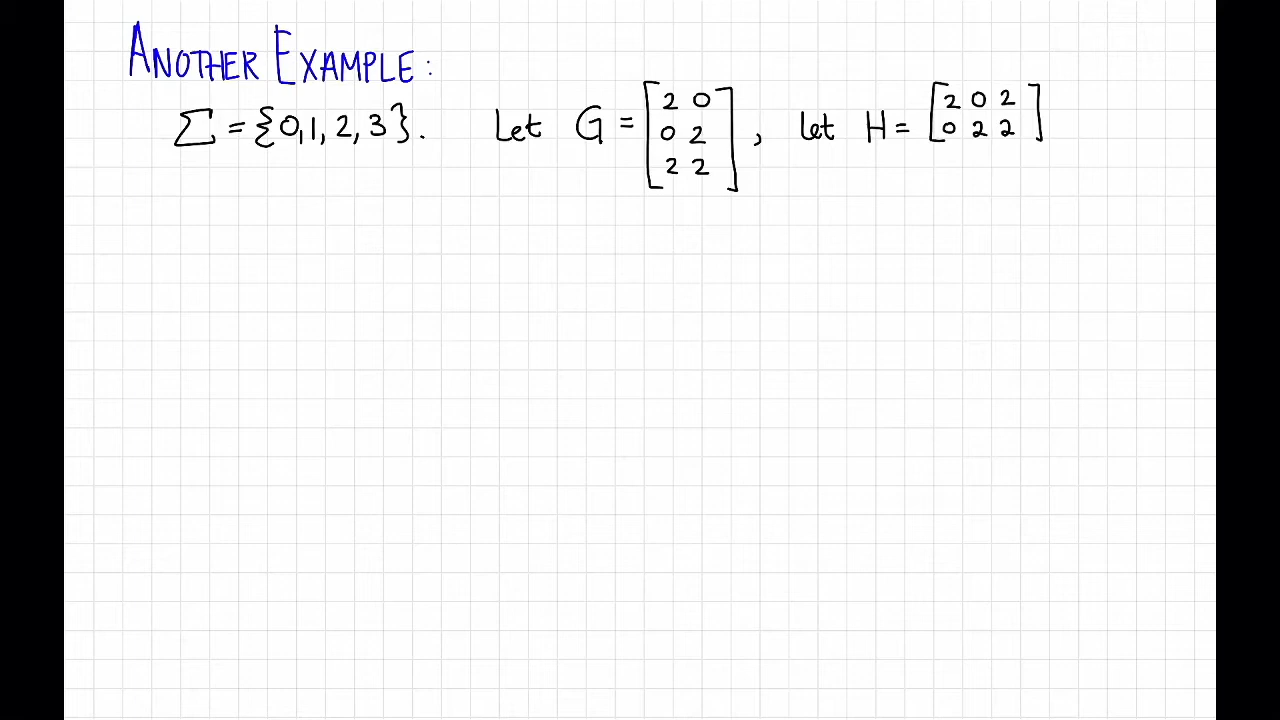 ANOTHER EXAMPLE:
Σ = {0,1,2,3}. Let G = [2 0; 0 2; 2 2], let H = [2 0 2; 0 2 2]